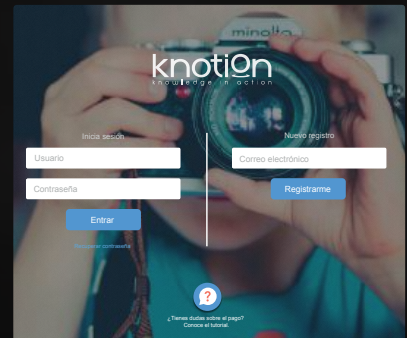 minolta
knotion
knowledge in action
Inicia sesión
Nuevo registro
Usuario
Correo electrónico
Contraseña
Registrarme
Entrar
Recuperar contraseña
?
¿Tienes dudas sobre el pago?
Conoce el tutorial.